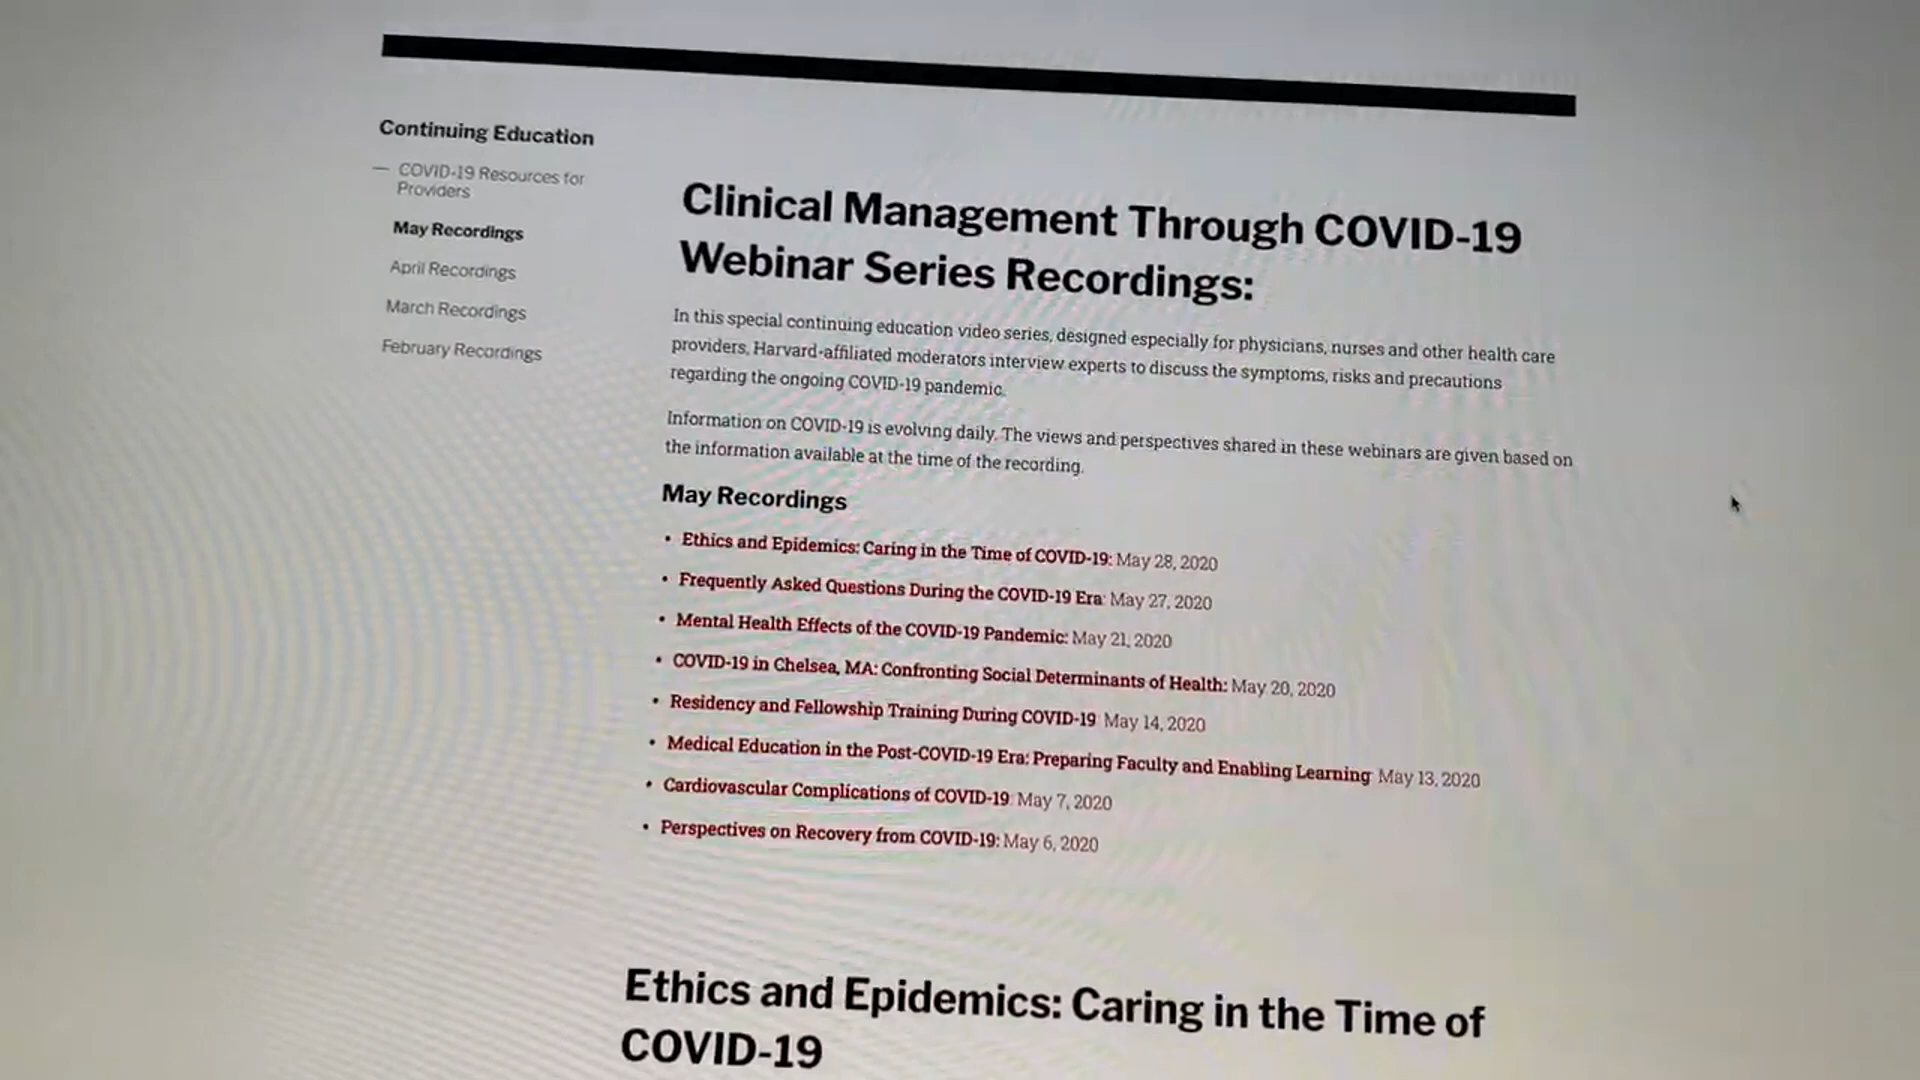 Continuing Education
— COVID-19 Resources for
Providers
May Recordings
April Recordings
March Recordings
February Recordings
Clinical Management Through COVID-19
Webinar Series Recordings:
In this special continuing education video series, designed especially for physicians, nurses and other health care
providers, Harvard-affiliated moderators interview experts to discuss the symptoms, risks and precautions
regarding the ongoing COVID-19 pandemic.
Information on COVID-19 is evolving daily. The views and perspectives shared in these webinars are given based on
the information available at the time of the recording.
May Recordings
• Ethics and Epidemics: Caring in the Time of COVID-19: May 28, 2020
• Frequently Asked Questions During the COVID-19 Era: May 27, 2020
• Mental Health Effects of the COVID-19 Pandemic: May 21, 2020
• COVID-19 in Chelsea, MA: Confronting Social Determinants of Health: May 20, 2020
• Residency and Fellowship Training During COVID-19: May 14, 2020
• Medical Education in the Post-COVID-19 Era: Preparing Faculty and Enabling Learning: May 13, 2020
• Cardiovascular Complications of COVID-19: May 7, 2020
• Perspectives on Recovery from COVID-19: May 6, 2020
Ethics and Epidemics: Caring in the Time of
COVID-19